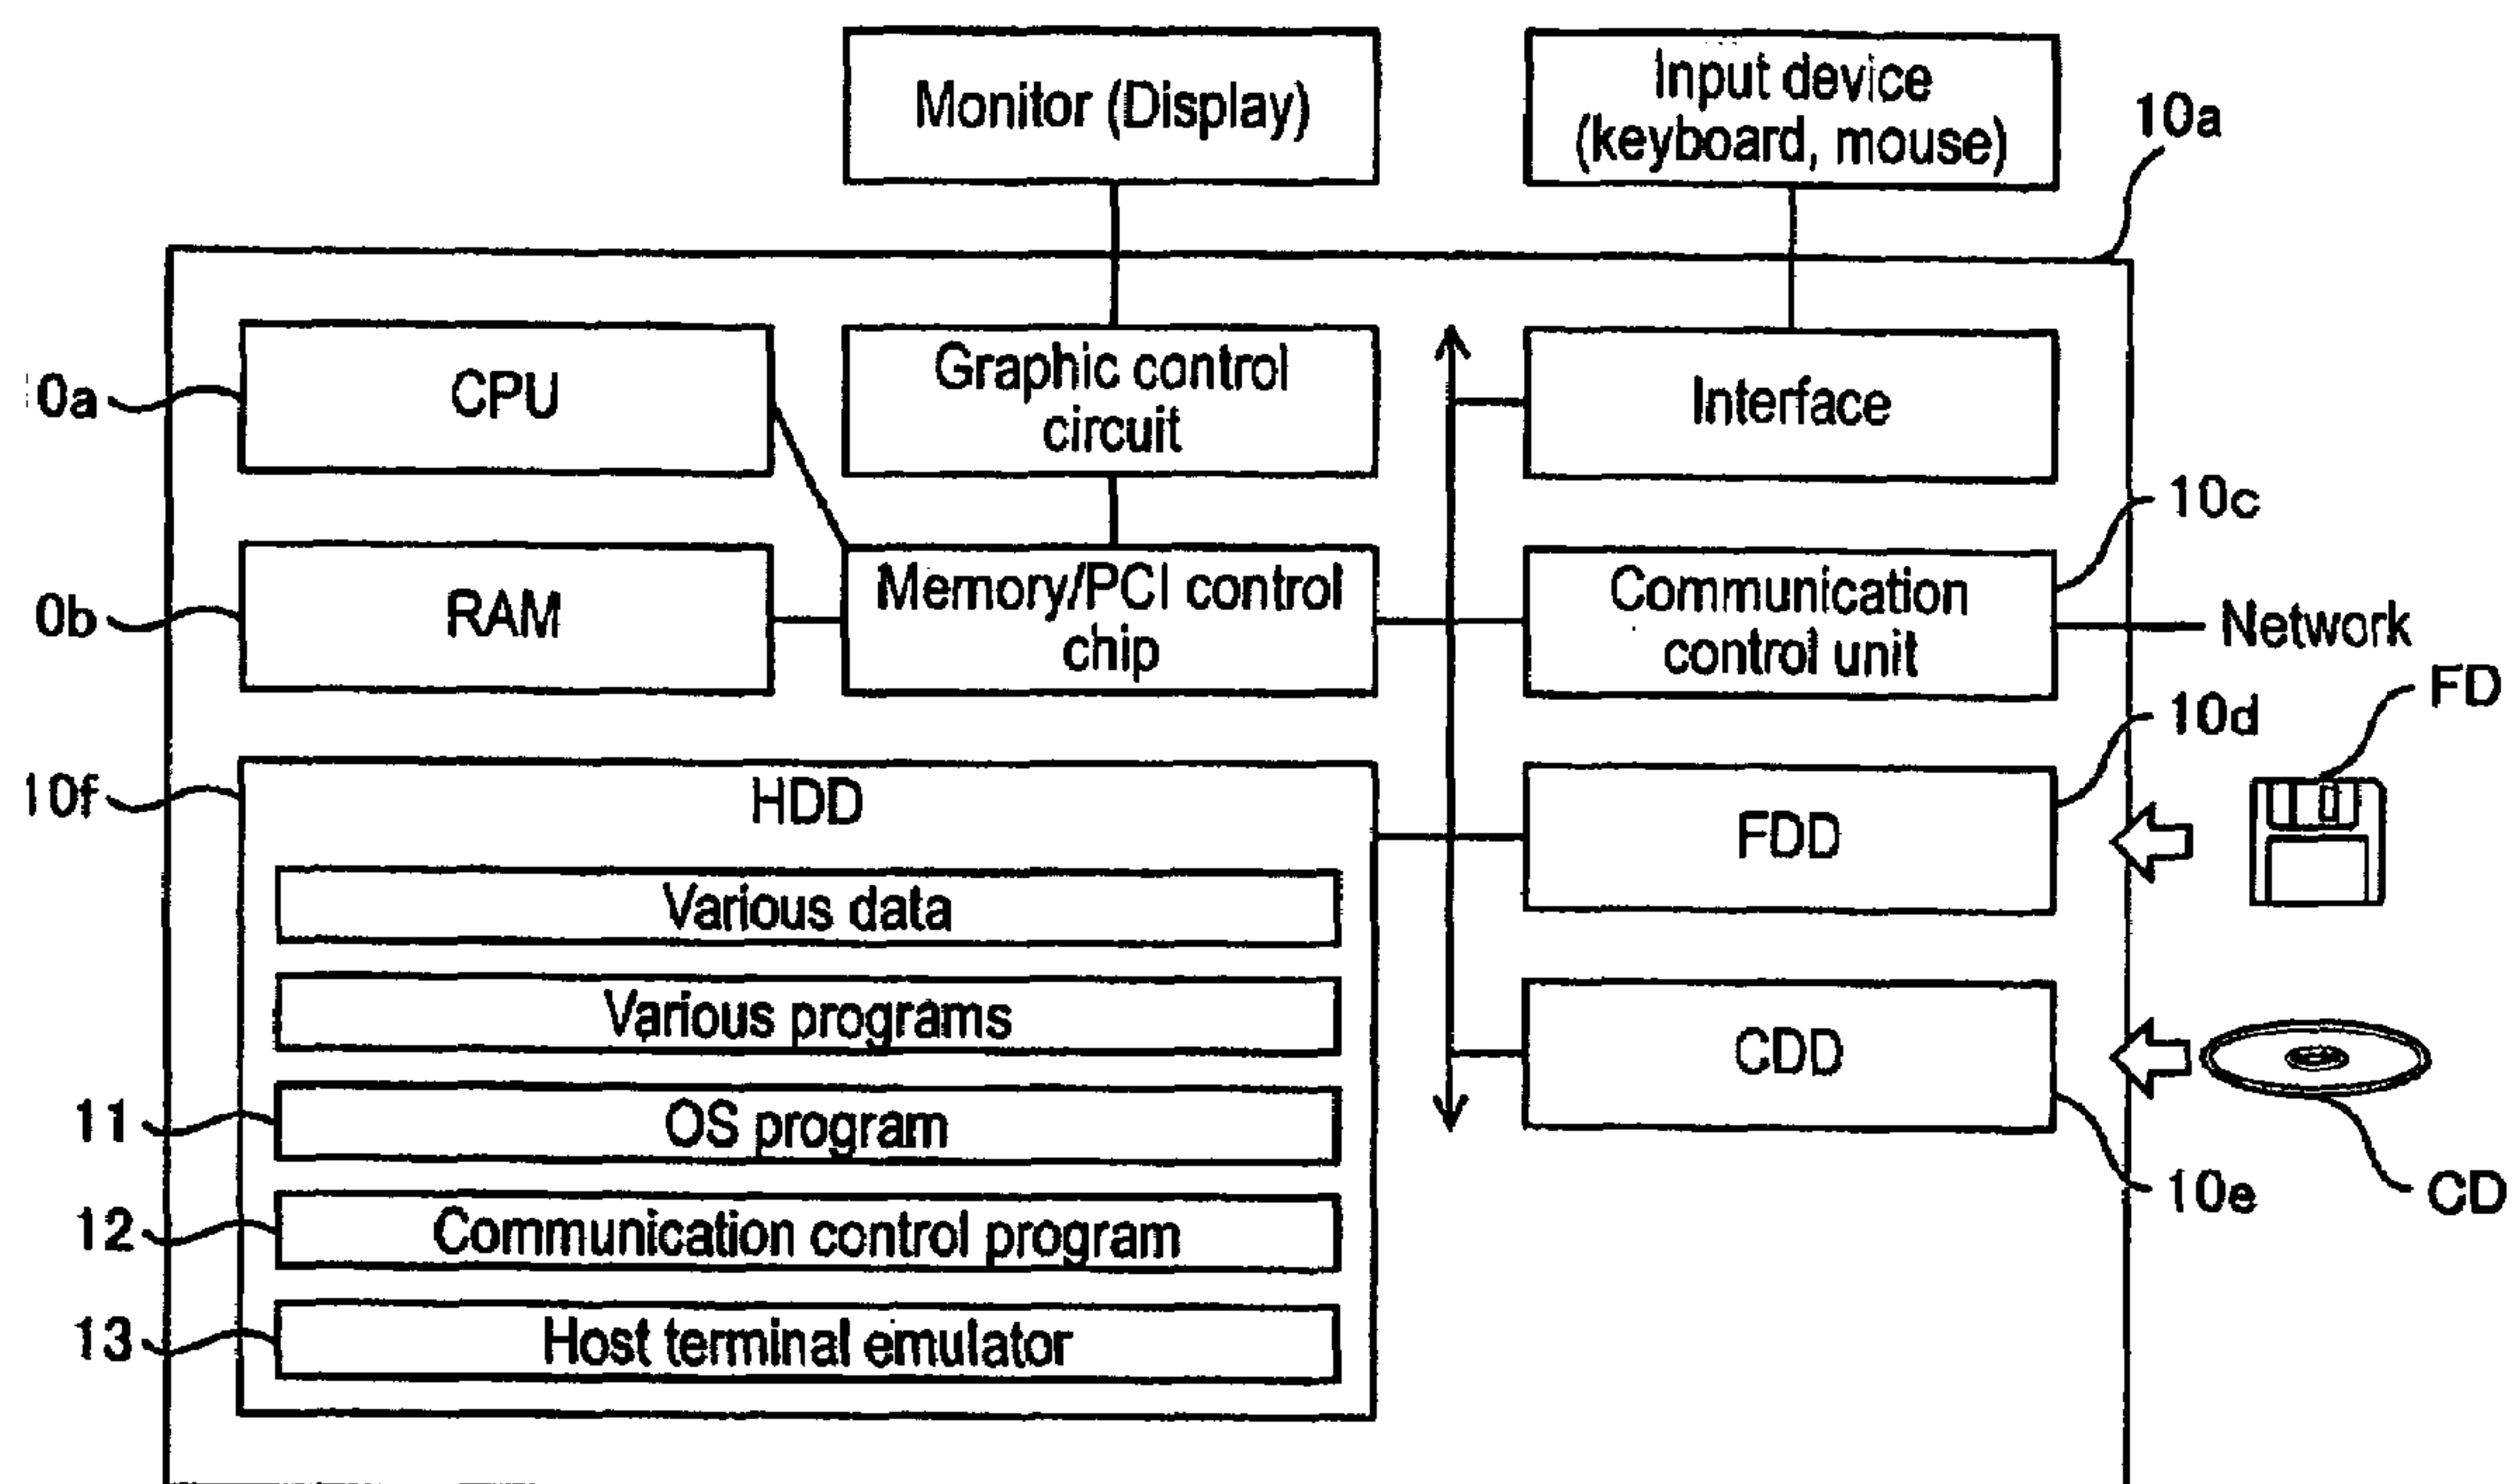 Monitor (Display)
Input device
(keyboard, mouse)
10a
0a
CPU
Graphic control
circuit
Interface
10c
0b
RAM
Memory/PCI control
chip
Communication
control unit
Network
FD
10d
10f
HDD
FDD
Various data
Various programs
CDD
11
OS program
10e
CD
12
Communication control program
13
Host terminal emulator